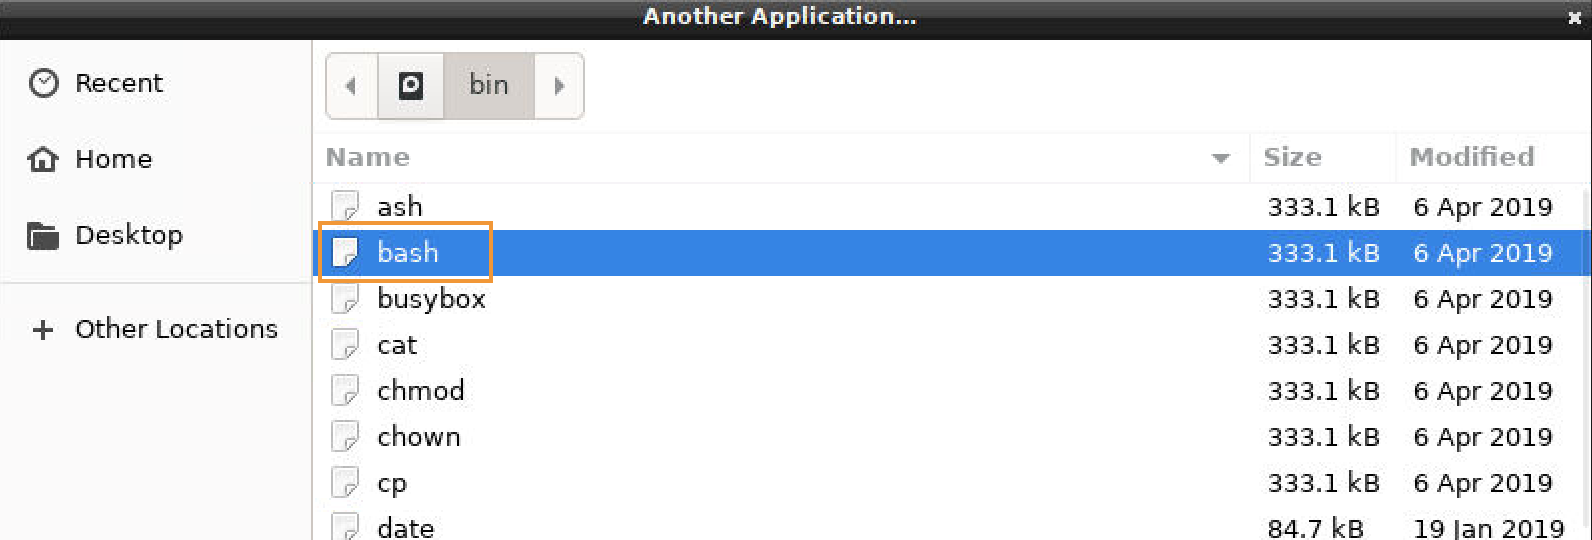 Another Application...
Recent
Home
Desktop
Other Locations
bin
Name Size Modified
ash 333.1 kB 6 Apr 2019
bash 333.1 kB 6 Apr 2019
busybox 333.1 kB 6 Apr 2019
cat 333.1 kB 6 Apr 2019
chmod 333.1 kB 6 Apr 2019
chown 333.1 kB 6 Apr 2019
cp 333.1 kB 6 Apr 2019
date 84.7 kB 19 Jan 2019